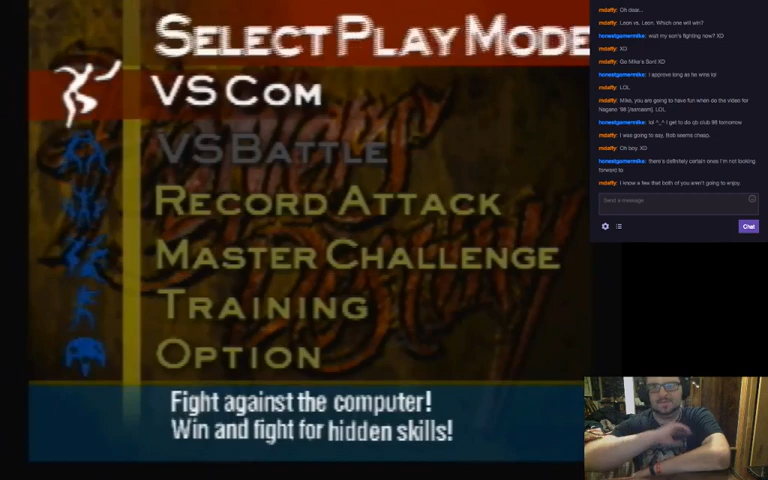 SELECT PLAY MODE
VS COM
VS BATTLE
RECORD ATTACK
MASTER CHALLENGE
TRAINING
OPTION
Fight against the computer!
Win and fight for hidden skills!
mdaffy: Oh dear...
mdaffy: Leon vs. Leon. Which one will win?
honestgamermike: wait my son's fighting now? XD
mdaffy: XD
mdaffy: Go Mike's Son! XD
honestgamermike: I approve long as he wins lol
mdaffy: LOL
mdaffy: Mike, you are going to have fun when do the video for
Nagano '98 [/sarcasm]. LOL
honestgamermike: lol ^_^ I get to do qb club 98 tomorrow
mdaffy: I was going to say, Rob seems cheap.
mdaffy: Oh boy. XD
honestgamermike: there's definitely certain ones I'm not looking
forward to
mdaffy: I know a few that both of you aren't going to enjoy.
Send a message
Chat